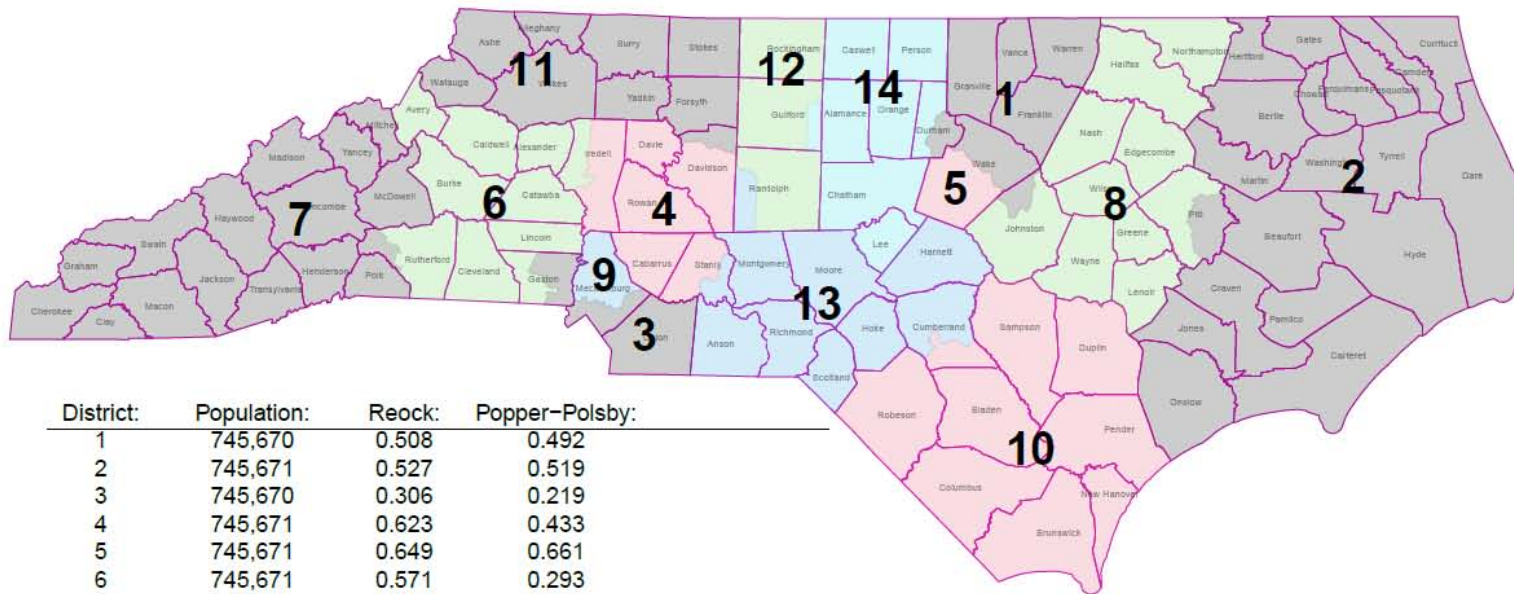 Alleghany
Ashe Surry Stokes Rockingham Caswell Person Vance Warren Northampton Gates Currituck
11 12 14 1 Halifax Hertford Camden
Watauga Wilkes Yadkin Forsyth Granville Chowan Perquimans Pasquotank
Avery Guilford Alamance Orange Franklin Bertie
Mitchell Durham Nash
Madison Yancey Caldwell Alexander Iredell Davie Wake Edgecombe Washington Tyrrell
McDowell Burke Davidson Randolph 5 2 Dare
7 6 Catawba Rowan 4 Chatham 8 Martin
Haywood Pitt
Swain Lincoln Lee Johnston Greene Beaufort
Graham Jackson Henderson Polk Rutherford Cleveland Gaston 9 Cabarrus Stanly Montgomery Moore Harnett Wayne Hyde
Transylvania Mecklenburg 13 Lenoir Craven
Cherokee Macon Clay 3 Anson Richmond Hoke Cumberland Sampson Jones Pamlico
Scotland Duplin Carteret
Onslow
Robeson Bladen Pender
10
Columbus New Hanover
Brunswick
District: Population: Reock: Popper−Polsby:
1 745,670 0.508 0.492
2 745,671 0.527 0.519
3 745,670 0.306 0.219
4 745,671 0.623 0.433
5 745,671 0.649 0.661
6 745,671 0.571 0.293